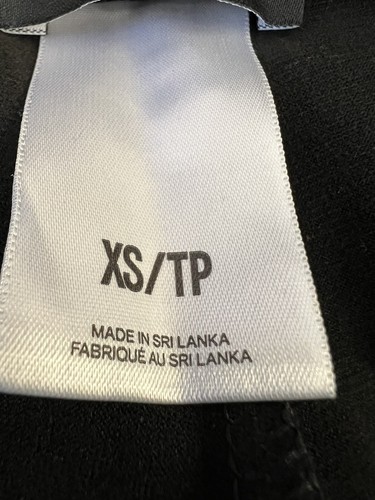 XS/TP
MADE IN SRI LANKA
FABRIQUÉ AU SRI LANKA